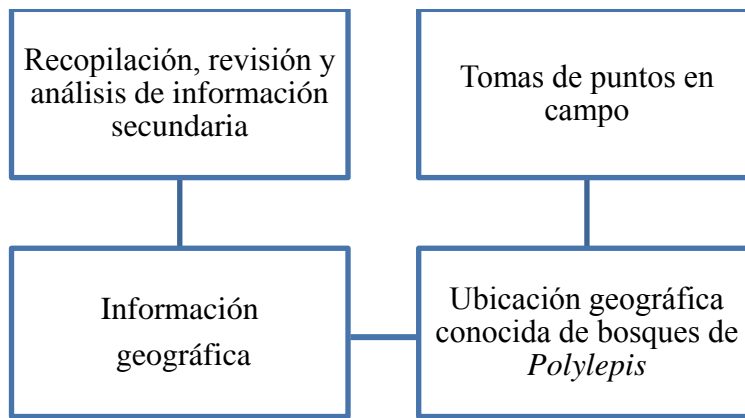 Recopilación, revisión y
análisis de información
secundaria
Tomas de puntos en
campo
Información
geográfica
Ubicación geográfica
conocida de bosques de
Polylepis